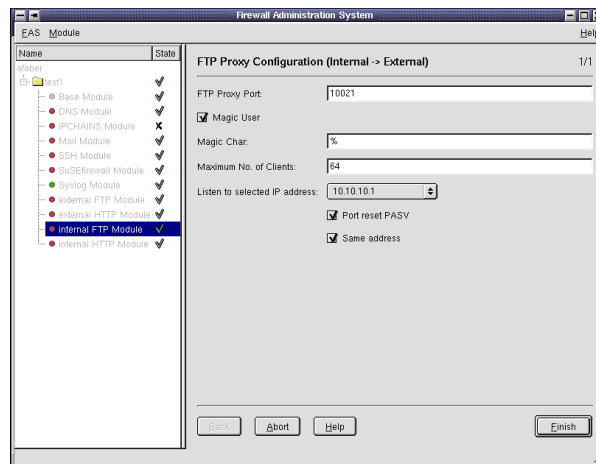 Firewall Administration System
EAS Module Help
Name State
afaber
test1
Base Module
DNS Module
IPCHAINS Module
Mail Module
SSH Module
SuSEfirewall Module
Syslog Module
external FTP Module
external HTTP Module
internal FTP Module
internal HTTP Module
FTP Proxy Configuration (Internal -> External) 1/1
FTP Proxy Port: 10021
Magic User
Magic Char: %
Maximum No. of Clients: 64
Listen to selected IP address: 10.10.10.1
Port reset PASV
Same address
Back Abort Help Finish